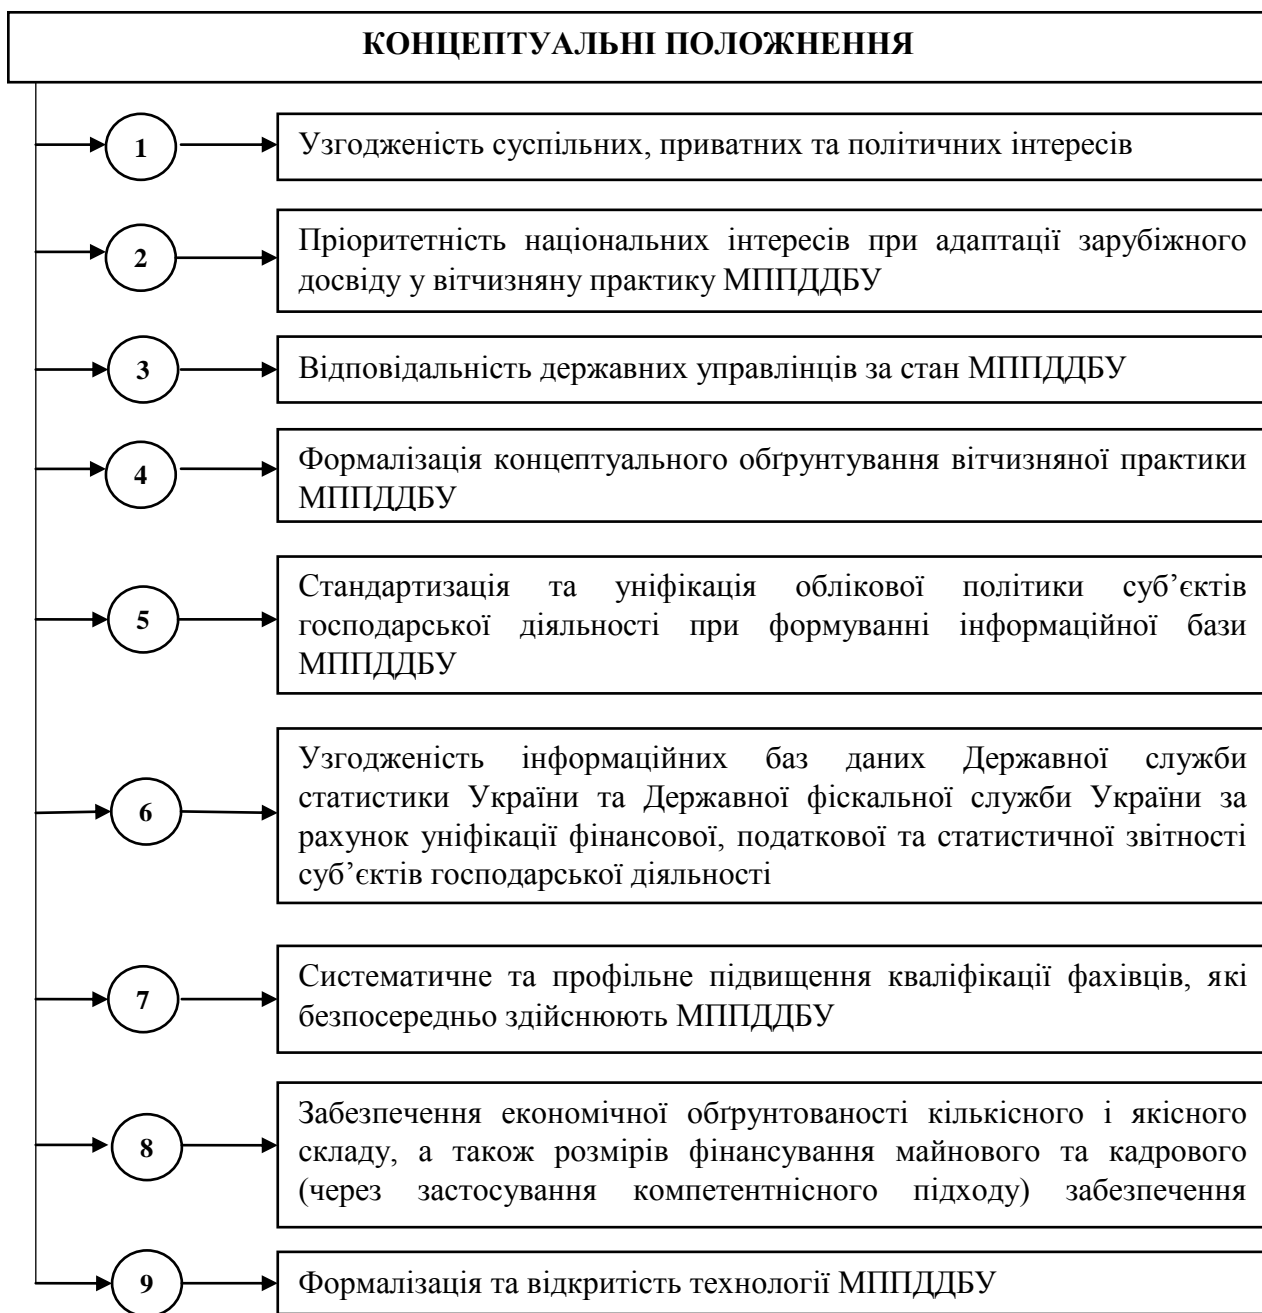 КОНЦЕПТУАЛЬНІ ПОЛОЖНЕННЯ
1
Узгодженість суспільних, приватних та політичних інтересів
2
Пріоритетність національних інтересів при адаптації зарубіжного
досвіду у вітчизняну практику МППДДБУ
3
Відповідальність державних управлінців за стан МППДДБУ
4
Формалізація концептуального обґрунтування вітчизняної практики
МППДДБУ
5
Стандартизація та уніфікація облікової політики суб’єктів
господарської діяльності при формуванні інформаційної бази
МППДДБУ
6
Узгодженість інформаційних баз даних Державної служби
статистики України та Державної фіскальної служби України за
рахунок уніфікації фінансової, податкової та статистичної звітності
суб’єктів господарської діяльності
7
Систематичне та профільне підвищення кваліфікації фахівців, які
безпосередньо здійснюють МППДДБУ
8
Забезпечення економічної обґрунтованості кількісного і якісного
складу, а також розмірів фінансування майнового та кадрового
(через застосування компетентнісного підходу) забезпечення
9
Формалізація та відкритість технології МППДДБУ